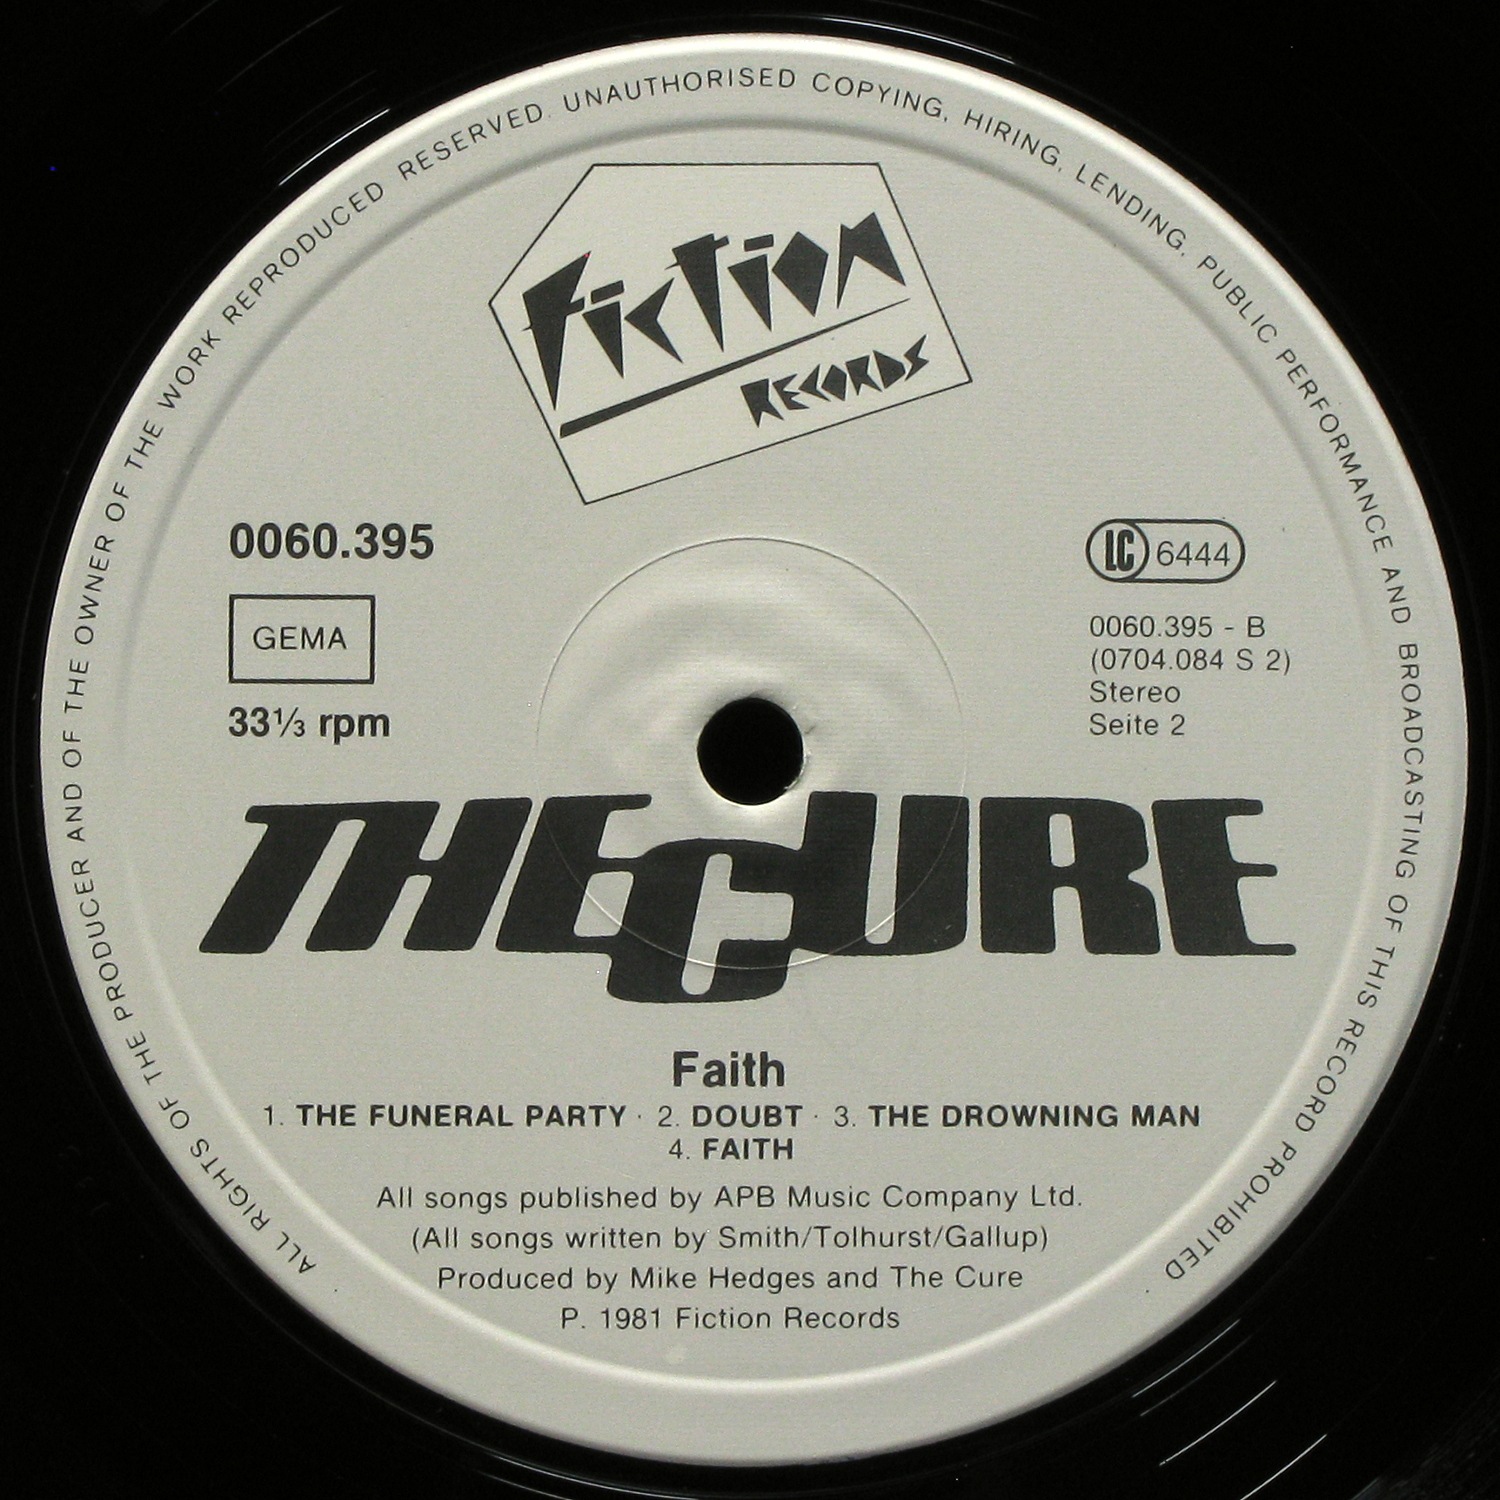 ALL RIGHTS OF THE PRODUCER AND OF THE OWNER OF THE WORK REPRODUCED RESERVED. UNAUTHORISED COPYING, HIRING, LENDING, PUBLIC PERFORMANCE AND BROADCASTING OF THIS RECORD PROHIBITED
Fiction
RECORDS
0060.395
GEMA
33⅓ rpm
LC 6444
0060.395 - B
(0704.084 S 2)
Stereo
Seite 2
THE CURE
Faith
1. THE FUNERAL PARTY · 2. DOUBT · 3. THE DROWNING MAN
4. FAITH
All songs published by APB Music Company Ltd.
(All songs written by Smith/Tolhurst/Gallup)
Produced by Mike Hedges and The Cure
P. 1981 Fiction Records